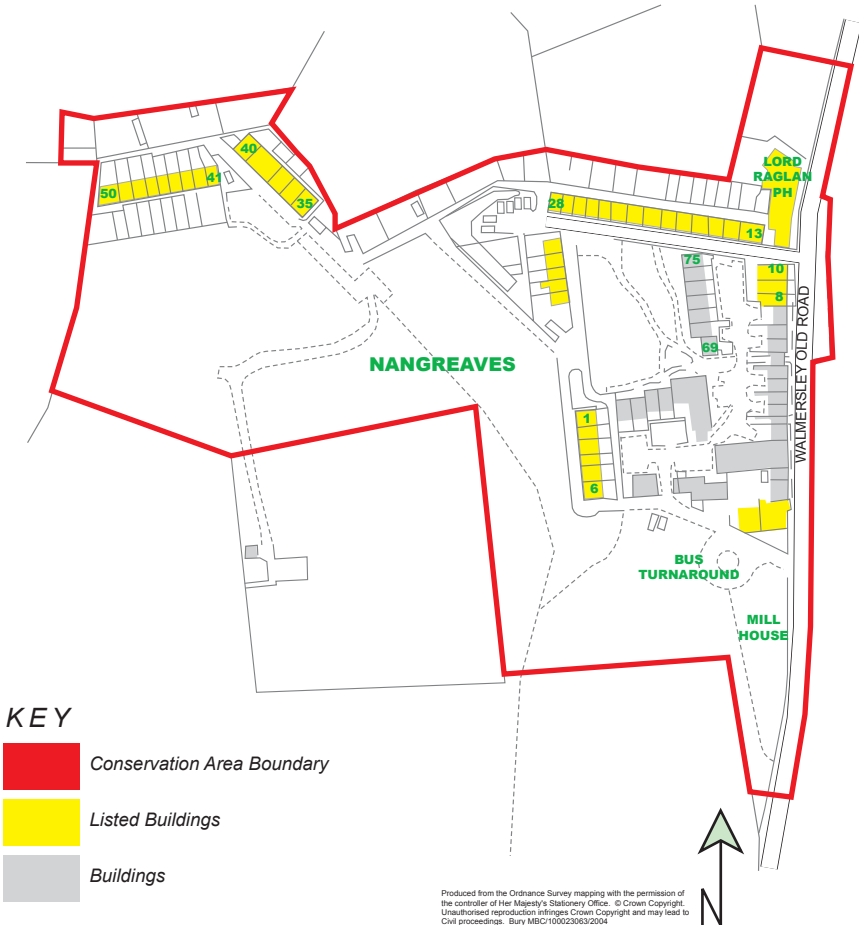 LORD
RAGLAN
PH
40
41
50
35
28
13
75
10
8
69
WALMERSLEY OLD ROAD
NANGREAVES
1
6
BUS
TURNAROUND
MILL
HOUSE
KEY
Conservation Area Boundary
Listed Buildings
Buildings
N
Produced from the Ordnance Survey mapping with the permission of
the controller of Her Majesty's Stationery Office. © Crown Copyright.
Unauthorised reproduction infringes Crown Copyright and may lead to
Civil proceedings. Bury MBC/100023063/2004